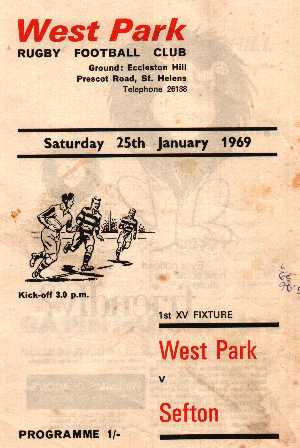 West Park
RUGBY FOOTBALL CLUB
Ground: Eccleston Hill
Prescot Road, St. Helens
Telephone 26138
Saturday 25th January 1969
Kick-off 3.0 p.m.
1st XV FIXTURE
West Park
v
Sefton
PROGRAMME 1/-